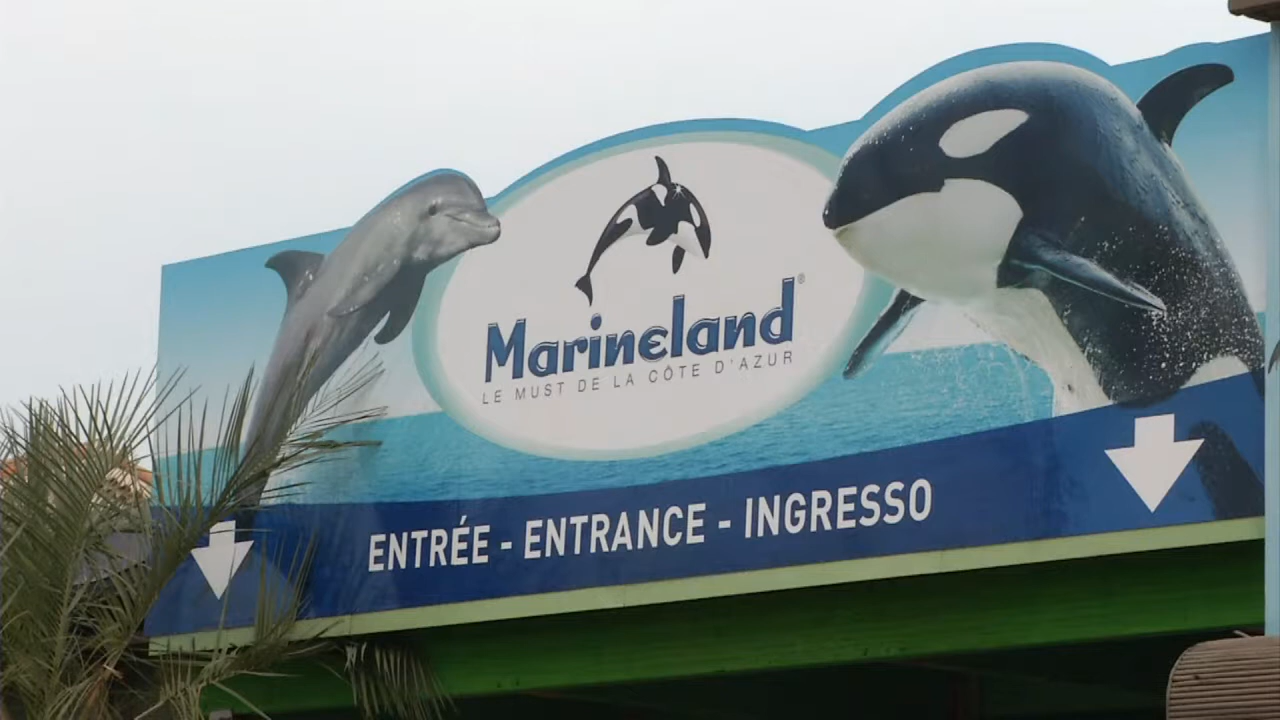 Marineland®
LE MUST DE LA CÔTE D'AZUR
ENTRÉE - ENTRANCE - INGRESSO